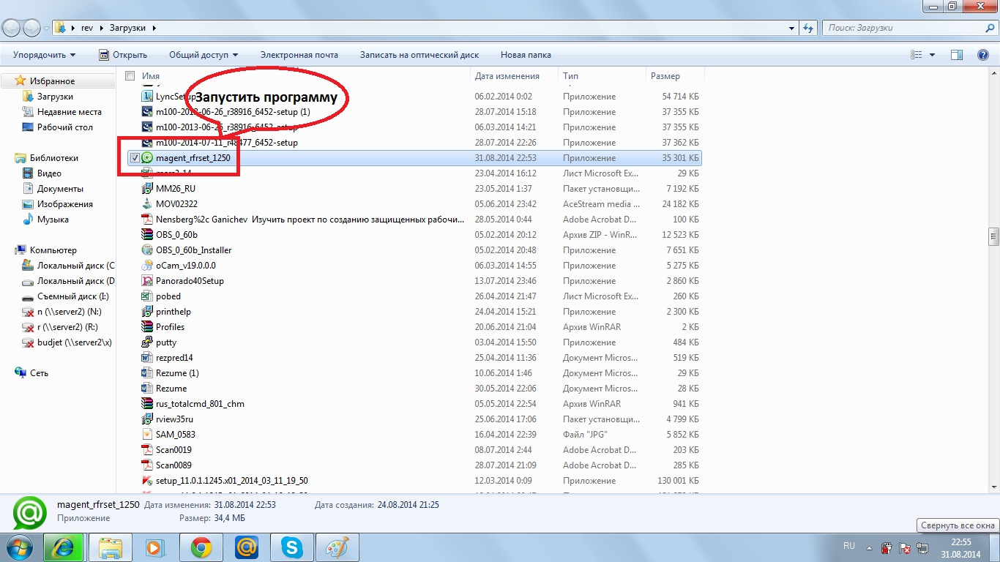 rev Загрузки Поиск: Загрузки
Упорядочить Открыть Общий доступ Электронная почта Записать на оптический диск Новая папка
Имя Дата изменения Тип Размер
Запустить программу
Избранное
Загрузки
Недавние места
Рабочий стол
Библиотеки
Видео
Документы
Изображения
Музыка
Компьютер
Локальный диск (C
Локальный диск (D
Съемный диск (I:)
n (\\server2) (N:)
r (\\server2) (R:)
budjet (\\server2\x)
Сеть
LyncSetup 06.02.2014 0:02 Приложение 54 714 КБ
m100-2013-06-26_r38916_6452-setup (1) 28.07.2014 15:18 Приложение 37 355 КБ
m100-2013-06-26_r38916_6452-setup 06.03.2014 14:21 Приложение 37 355 КБ
m100-2014-07-11_r48477_6452-setup 28.07.2014 22:26 Приложение 37 362 КБ
magent_rfrset_1250 31.08.2014 22:53 Приложение 35 301 КБ
23.04.2014 16:12 Лист Microsoft Ex... 29 КБ
MM26_RU 23.05.2014 1:37 Пакет установщи... 7 192 КБ
MOV02322 05.06.2014 23:42 AceStream media ... 24 182 КБ
Nensberg%2c Ganichev Изучить проект по созданию защищенных рабочи... 28.05.2014 0:44 Adobe Acrobat D... 100 КБ
OBS_0_60b 05.02.2014 20:12 Архив ZIP - WinR... 12 523 КБ
OBS_0_60b_Installer 05.02.2014 20:48 Приложение 7 651 КБ
oCam_v19.0.0.0 06.03.2014 14:55 Приложение 5 275 КБ
Panorado40Setup 13.07.2014 23:46 Приложение 2 860 КБ
pobed 26.04.2014 21:47 Лист Microsoft Ex... 260 КБ
printhelp 24.04.2014 15:21 Приложение 2 300 КБ
Profiles 20.06.2014 21:04 Архив WinRAR 2 КБ
putty 03.04.2014 15:50 Приложение 484 КБ
rezpred14 25.04.2014 11:36 Документ Micros... 519 КБ
Rezume (1) 10.06.2014 1:46 Документ Micros... 29 КБ
Rezume 30.05.2014 22:06 Документ Micros... 28 КБ
rus_totalcmd_801_chm 05.05.2014 22:54 Архив WinRAR 941 КБ
rview35ru 25.06.2014 17:06 Пакет установщи... 4 799 КБ
SAM_0583 16.04.2014 22:39 Файл "JPG" 5 852 КБ
Scan0019 08.07.2014 2:44 Adobe Acrobat D... 203 КБ
Scan0089 28.07.2014 21:09 Adobe Acrobat D... 285 КБ
setup_11.0.1.1245.x01_2014_03_11_19_50 12.03.2014 0:09 Приложение 130 001 КБ
magent_rfrset_1250 Дата изменения: 31.08.2014 22:53 Дата создания: 24.08.2014 21:25
Приложение Размер: 34,4 МБ
Свернуть все окна
RU 22:55
31.08.2014